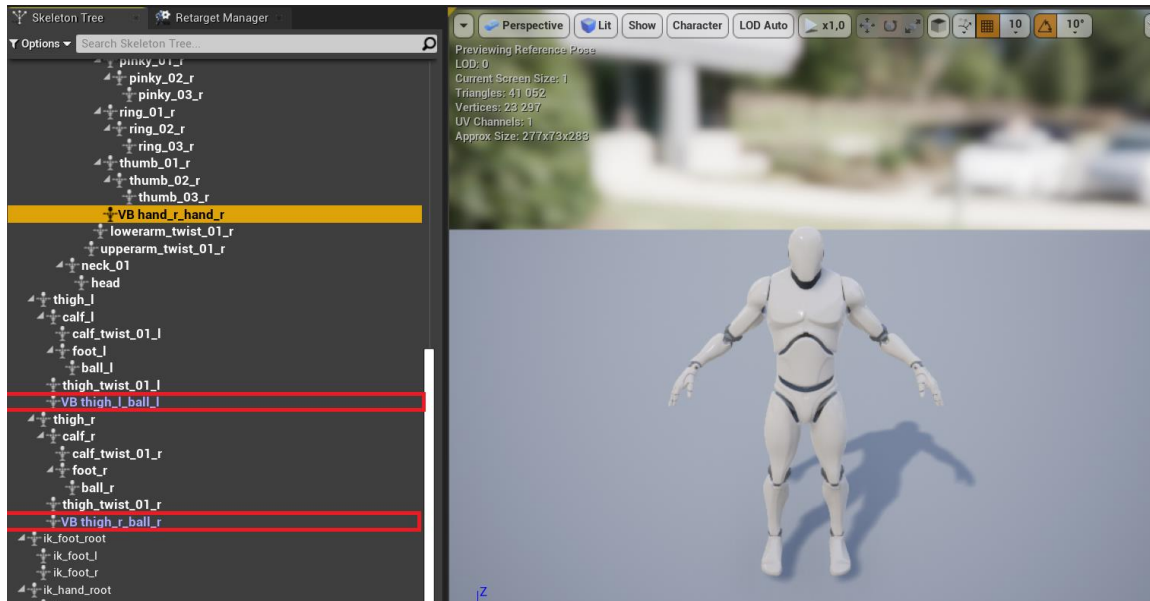 Skeleton Tree
Retarget Manager
Options
Search Skeleton Tree...
pinky_01_r
pinky_02_r
pinky_03_r
ring_01_r
ring_02_r
ring_03_r
thumb_01_r
thumb_02_r
thumb_03_r
VB hand_r_hand_r
lowerarm_twist_01_r
upperarm_twist_01_r
neck_01
head
thigh_l
calf_l
calf_twist_01_l
foot_l
ball_l
thigh_twist_01_l
VB thigh_l_ball_l
thigh_r
calf_r
calf_twist_01_r
foot_r
ball_r
thigh_twist_01_r
VB thigh_r_ball_r
ik_foot_root
ik_foot_l
ik_foot_r
ik_hand_root
Perspective Lit Show Character LOD Auto x1,0 10 10°
Previewing Reference Pose
LOD: 0
Current Screen Size: 1
Triangles: 41 052
Vertices: 23 297
UV Channels: 1
Approx Size: 277x73x283
Z